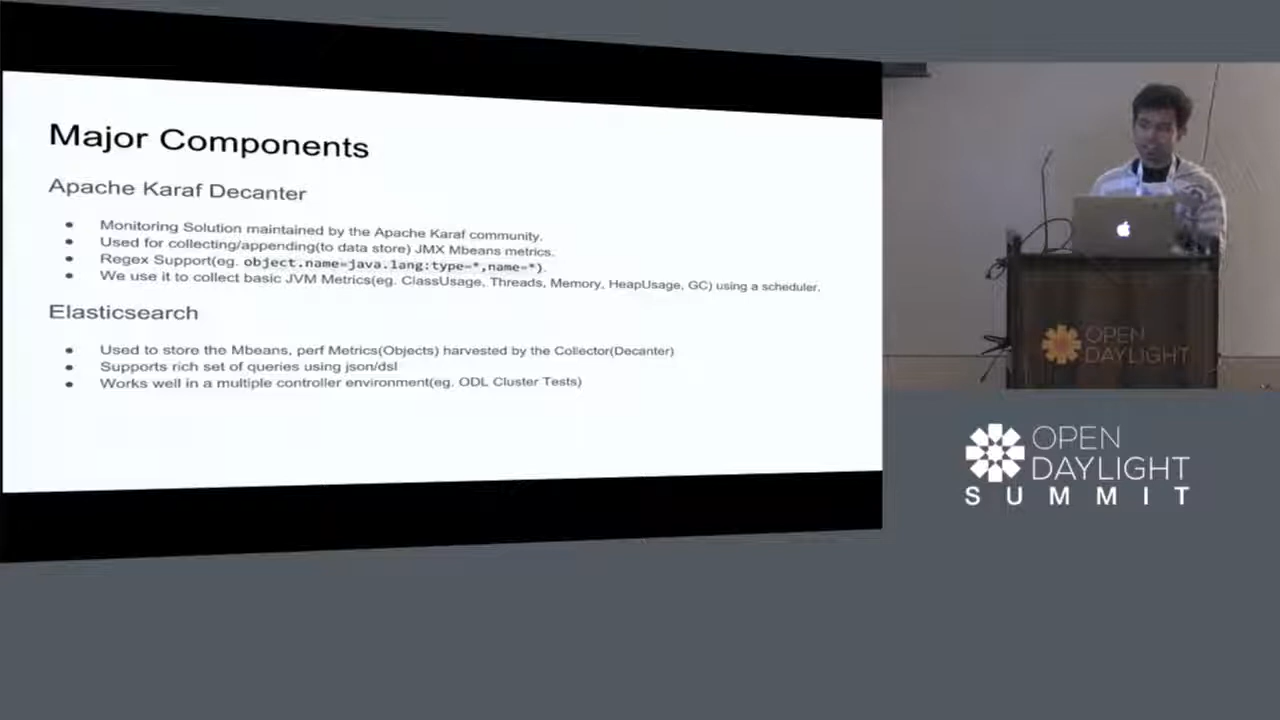 Major Components
Apache Karaf Decanter
● Monitoring Solution maintained by the Apache Karaf community.
● Used for collecting/appending(to data store) JMX Mbeans metrics.
● Regex Support(eg. object.name=java.lang:type=*,name=*).
● We use it to collect basic JVM Metrics(eg. ClassUsage, Threads, Memory, HeapUsage, GC) using a scheduler.
Elasticsearch
● Used to store the Mbeans, perf Metrics(Objects) harvested by the Collector(Decanter)
● Supports rich set of queries using json/dsl
● Works well in a multiple controller environment(eg. ODL Cluster Tests)
OPEN
DAYLIGHT
OPEN
DAYLIGHT
SUMMIT